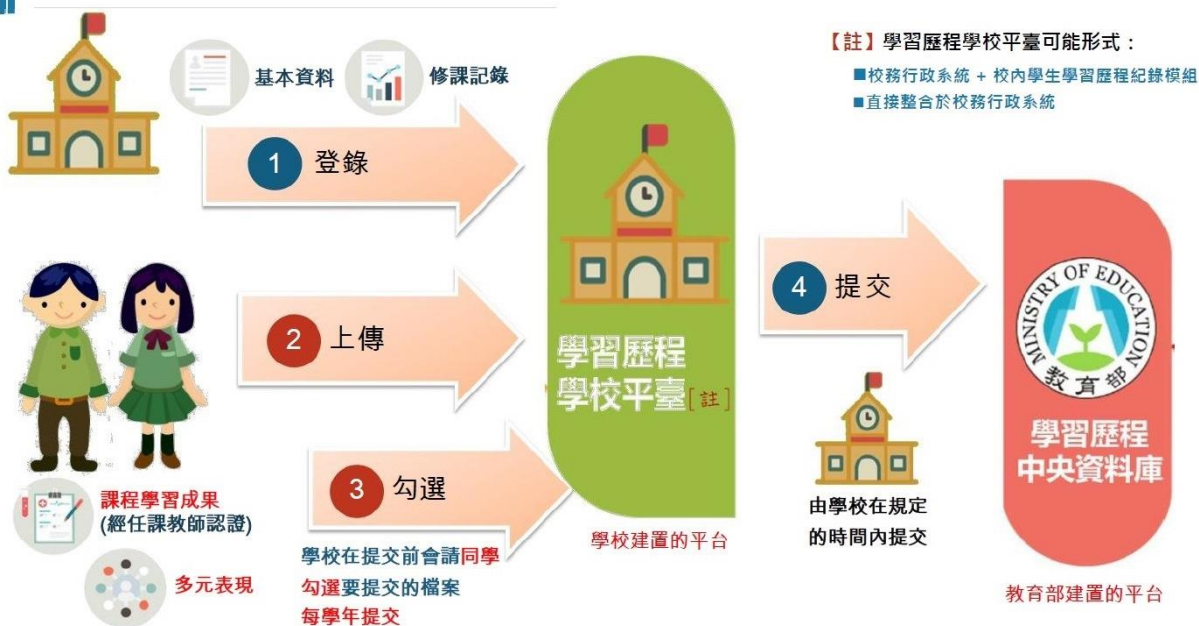 【註】學習歷程學校平臺可能形式：
■校務行政系統 + 校內學生學習歷程紀錄模組
■直接整合於校務行政系統
基本資料
修課記錄
1 登錄
2 上傳
3 勾選
課程學習成果
(經任課教師認證)
多元表現
學校在提交前會請同學
勾選要提交的檔案
每學年提交
學習歷程
學校平臺[註]
學校建置的平台
4 提交
由學校在規定
的時間內提交
MINISTRY OF EDUCATION
教育部
學習歷程
中央資料庫
教育部建置的平台